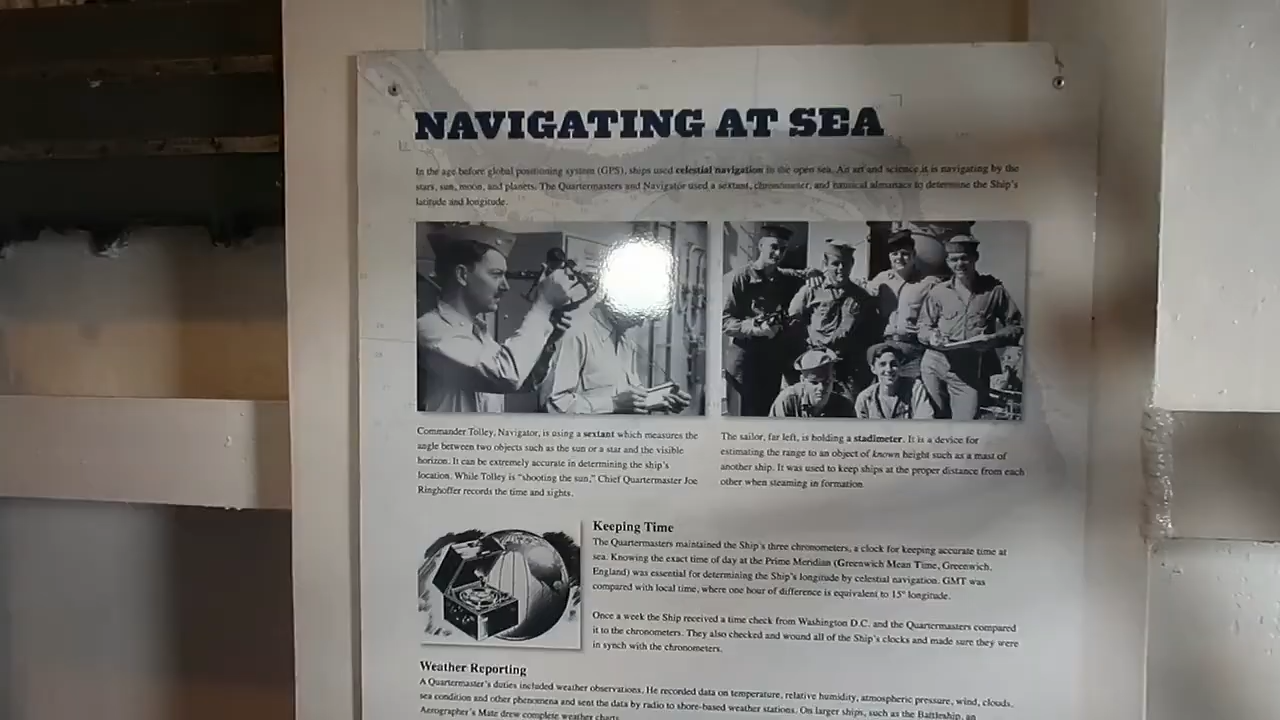 NAVIGATING AT SEA
In the age before global positioning system (GPS), ships used celestial navigation in the open sea. An art and science it is navigating by the
stars, sun, moon, and planets. The Quartermasters and Navigator used a sextant, chronometer, and nautical almanacs to determine the Ship's
latitude and longitude.
Commander Tolley, Navigator, is using a sextant which measures the
angle between two objects such as the sun or a star and the visible
horizon. It can be extremely accurate in determining the ship's
location. While Tolley is "shooting the sun," Chief Quartermaster Joe
Ringhoffer records the time and sights.
The sailor, far left, is holding a stadimeter. It is a device for
estimating the range to an object of known height such as a mast of
another ship. It was used to keep ships at the proper distance from each
other when steaming in formation.
Keeping Time
The Quartermasters maintained the Ship's three chronometers, a clock for keeping accurate time at
sea. Knowing the exact time of day at the Prime Meridian (Greenwich Mean Time, Greenwich,
England) was essential for determining the Ship's longitude by celestial navigation. GMT was
compared with local time, where one hour of difference is equivalent to 15° longitude.
Once a week the Ship received a time check from Washington D.C. and the Quartermasters compared
it to the chronometers. They also checked and wound all of the Ship's clocks and made sure they were
in synch with the chronometers.
Weather Reporting
A Quartermaster's duties included weather observations. He recorded data on temperature, relative humidity, atmospheric pressure, wind, clouds,
sea condition and other phenomena and sent the data by radio to shore-based weather stations. On larger ships, such as the Battleship, an
Aerographer's Mate drew complete weather charts.